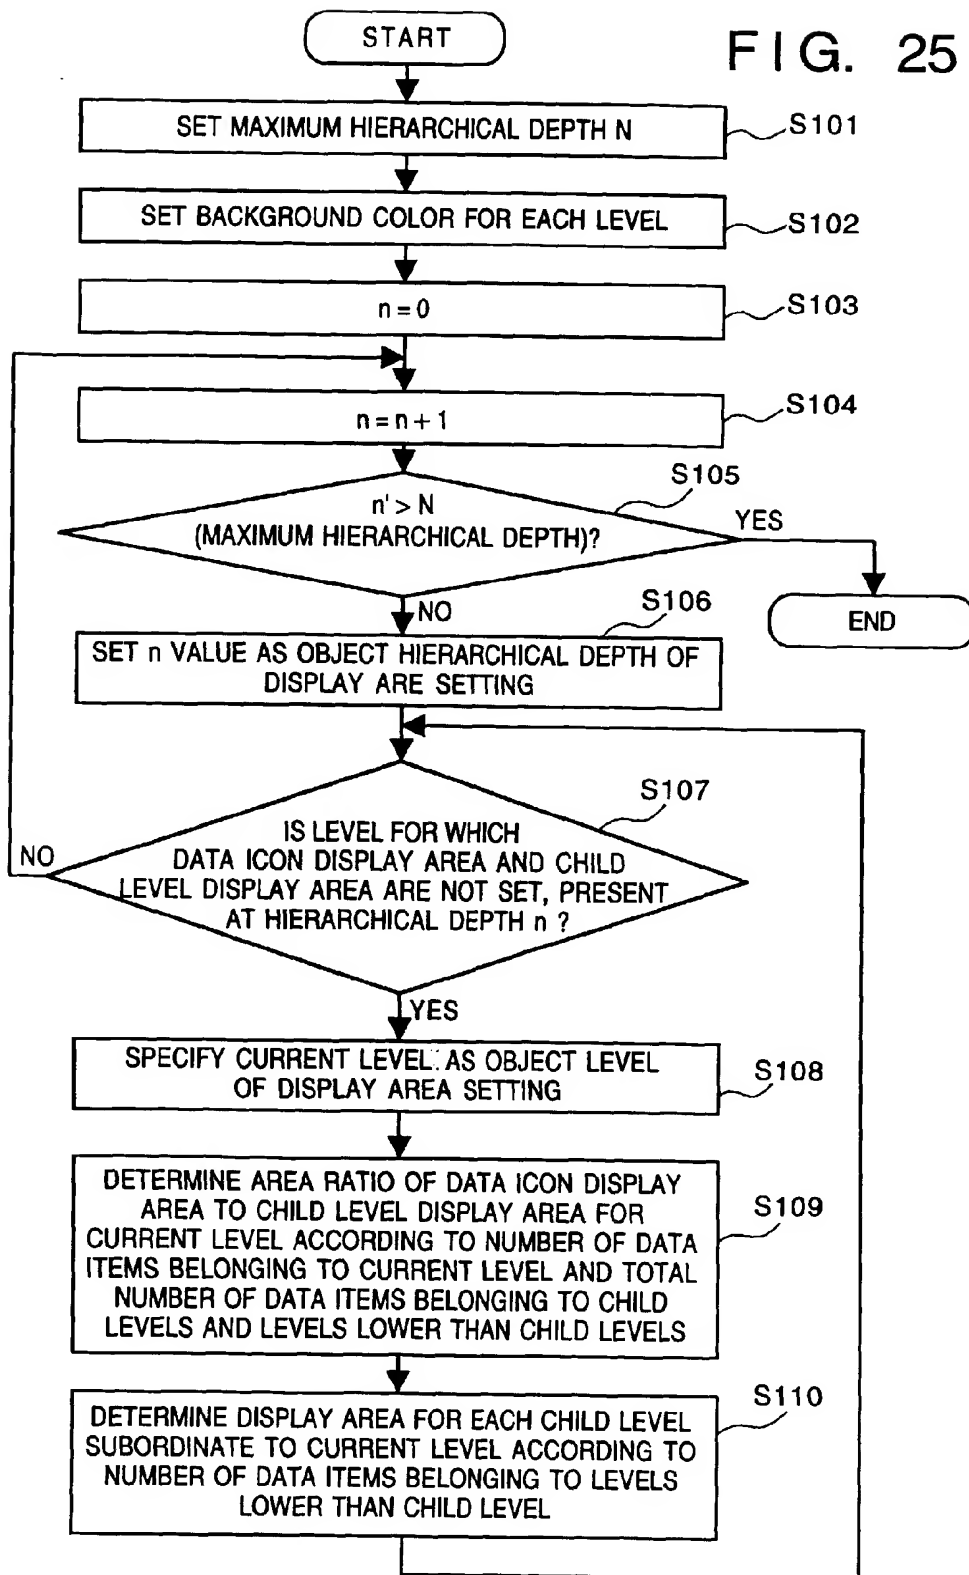 START
FIG. 25
SET MAXIMUM HIERARCHICAL DEPTH N
S101
SET BACKGROUND COLOR FOR EACH LEVEL
S102
n=0
S103
n=n+1
S104
S105
n'>N
(MAXIMUM HIERARCHICAL DEPTH)?
YES
NO
END
S106
SET n VALUE AS OBJECT HIERARCHICAL DEPTH OF
DISPLAY ARE SETTING
S107
IS LEVEL FOR WHICH
DATA ICON DISPLAY AREA AND CHILD
LEVEL DISPLAY AREA ARE NOT SET, PRESENT
AT HIERARCHICAL DEPTH n ?
NO
YES
SPECIFY CURRENT LEVEL: AS OBJECT LEVEL
OF DISPLAY AREA SETTING
S108
DETERMINE AREA RATIO OF DATA ICON DISPLAY
AREA TO CHILD LEVEL DISPLAY AREA FOR
CURRENT LEVEL ACCORDING TO NUMBER OF DATA
ITEMS BELONGING TO CURRENT LEVEL AND TOTAL
NUMBER OF DATA ITEMS BELONGING TO CHILD
LEVELS AND LEVELS LOWER THAN CHILD LEVELS
S109
DETERMINE DISPLAY AREA FOR EACH CHILD LEVEL
SUBORDINATE TO CURRENT LEVEL ACCORDING TO
NUMBER OF DATA ITEMS BELONGING TO LEVELS
LOWER THAN CHILD LEVEL
S110